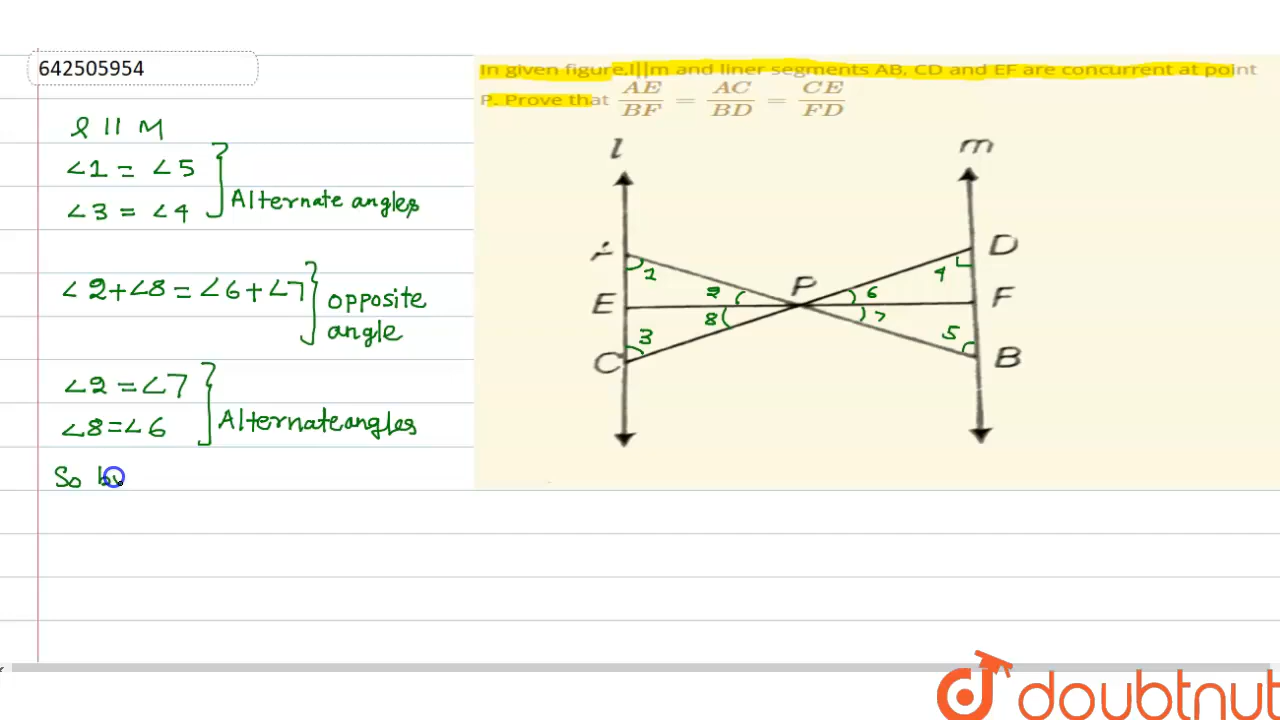 642505954
In given figure,l||m and liner segments AB, CD and EF are concurrent at point
P. Prove that AE/BF = AC/BD = CE/FD
l || M
∠1 = ∠5
∠3 = ∠4
Alternate angles
∠2+∠8 = ∠6+∠7
opposite
angle
∠2 = ∠7
∠8 = ∠6
Alternate angles
So by
l
m
A
D
1
4
P
2
6
E
F
8
7
3
5
C
B
doubtnut